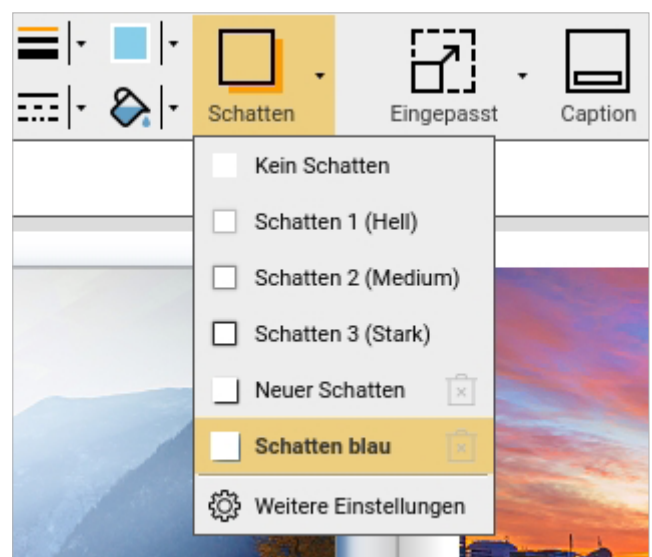 Schatten
Eingepasst
Caption
Kein Schatten
Schatten 1 (Hell)
Schatten 2 (Medium)
Schatten 3 (Stark)
Neuer Schatten
Schatten blau
Weitere Einstellungen